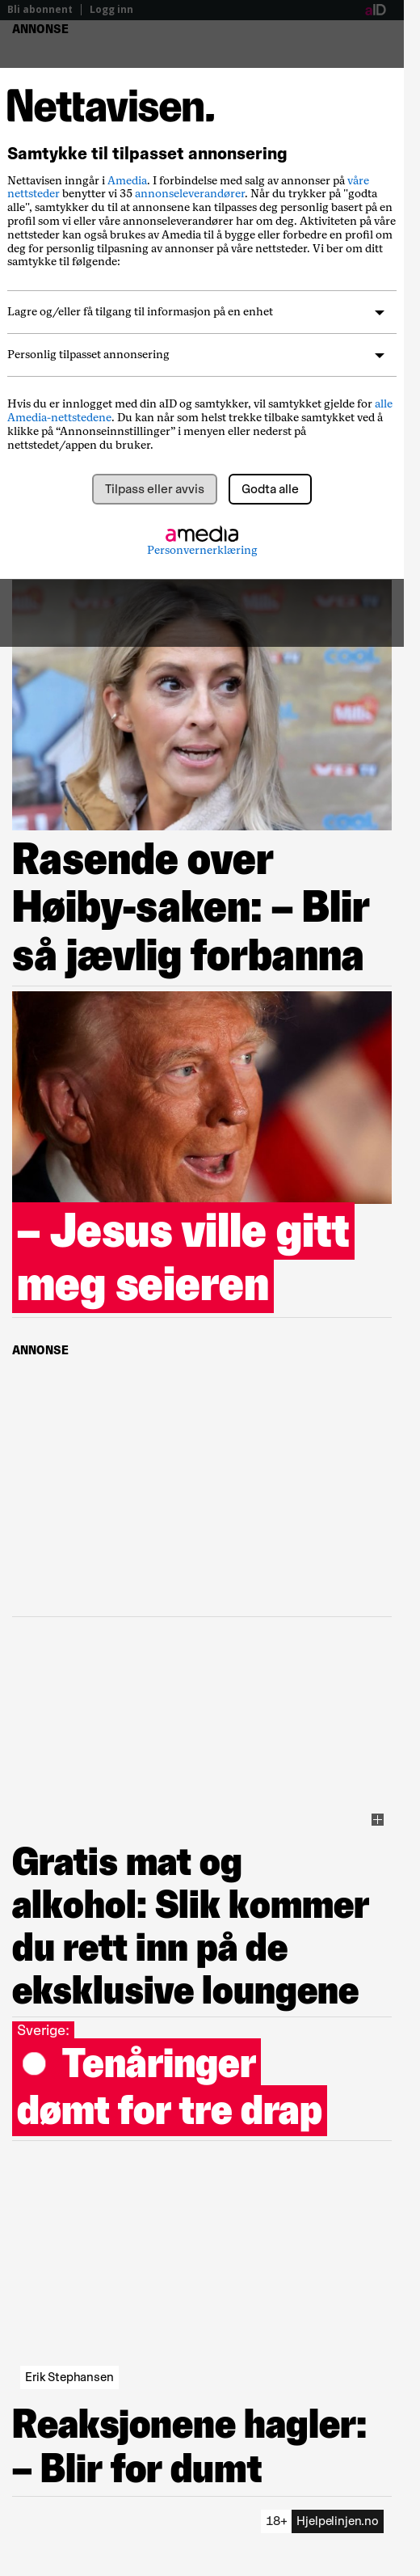 Bli abonnent | Logg inn aID
ANNONSE
Nettavisen.
Samtykke til tilpasset annonsering
Nettavisen inngår i Amedia. I forbindelse med salg av annonser på våre
nettsteder benytter vi 35 annonseleverandører. Når du trykker på "godta
alle", samtykker du til at annonsene kan tilpasses deg personlig basert på en
profil som vi eller våre annonseleverandører har om deg. Aktiviteten på våre
nettsteder kan også brukes av Amedia til å bygge eller forbedre en profil om
deg for personlig tilpasning av annonser på våre nettsteder. Vi ber om ditt
samtykke til følgende:
Lagre og/eller få tilgang til informasjon på en enhet
Personlig tilpasset annonsering
Hvis du er innlogget med din aID og samtykker, vil samtykket gjelde for alle
Amedia-nettstedene. Du kan når som helst trekke tilbake samtykket ved å
klikke på “Annonseinnstillinger” i menyen eller nederst på
nettstedet/appen du bruker.
Tilpass eller avvis Godta alle
amedia
Personvernerklæring
Rasende over
Høiby-saken: – Blir
så jævlig forbanna
– Jesus ville gitt
meg seieren
ANNONSE
Gratis mat og
alkohol: Slik kommer
du rett inn på de
eksklusive loungene
Sverige:
Tenåringer
dømt for tre drap
Erik Stephansen
Reaksjonene hagler:
– Blir for dumt
18+ Hjelpelinjen.no